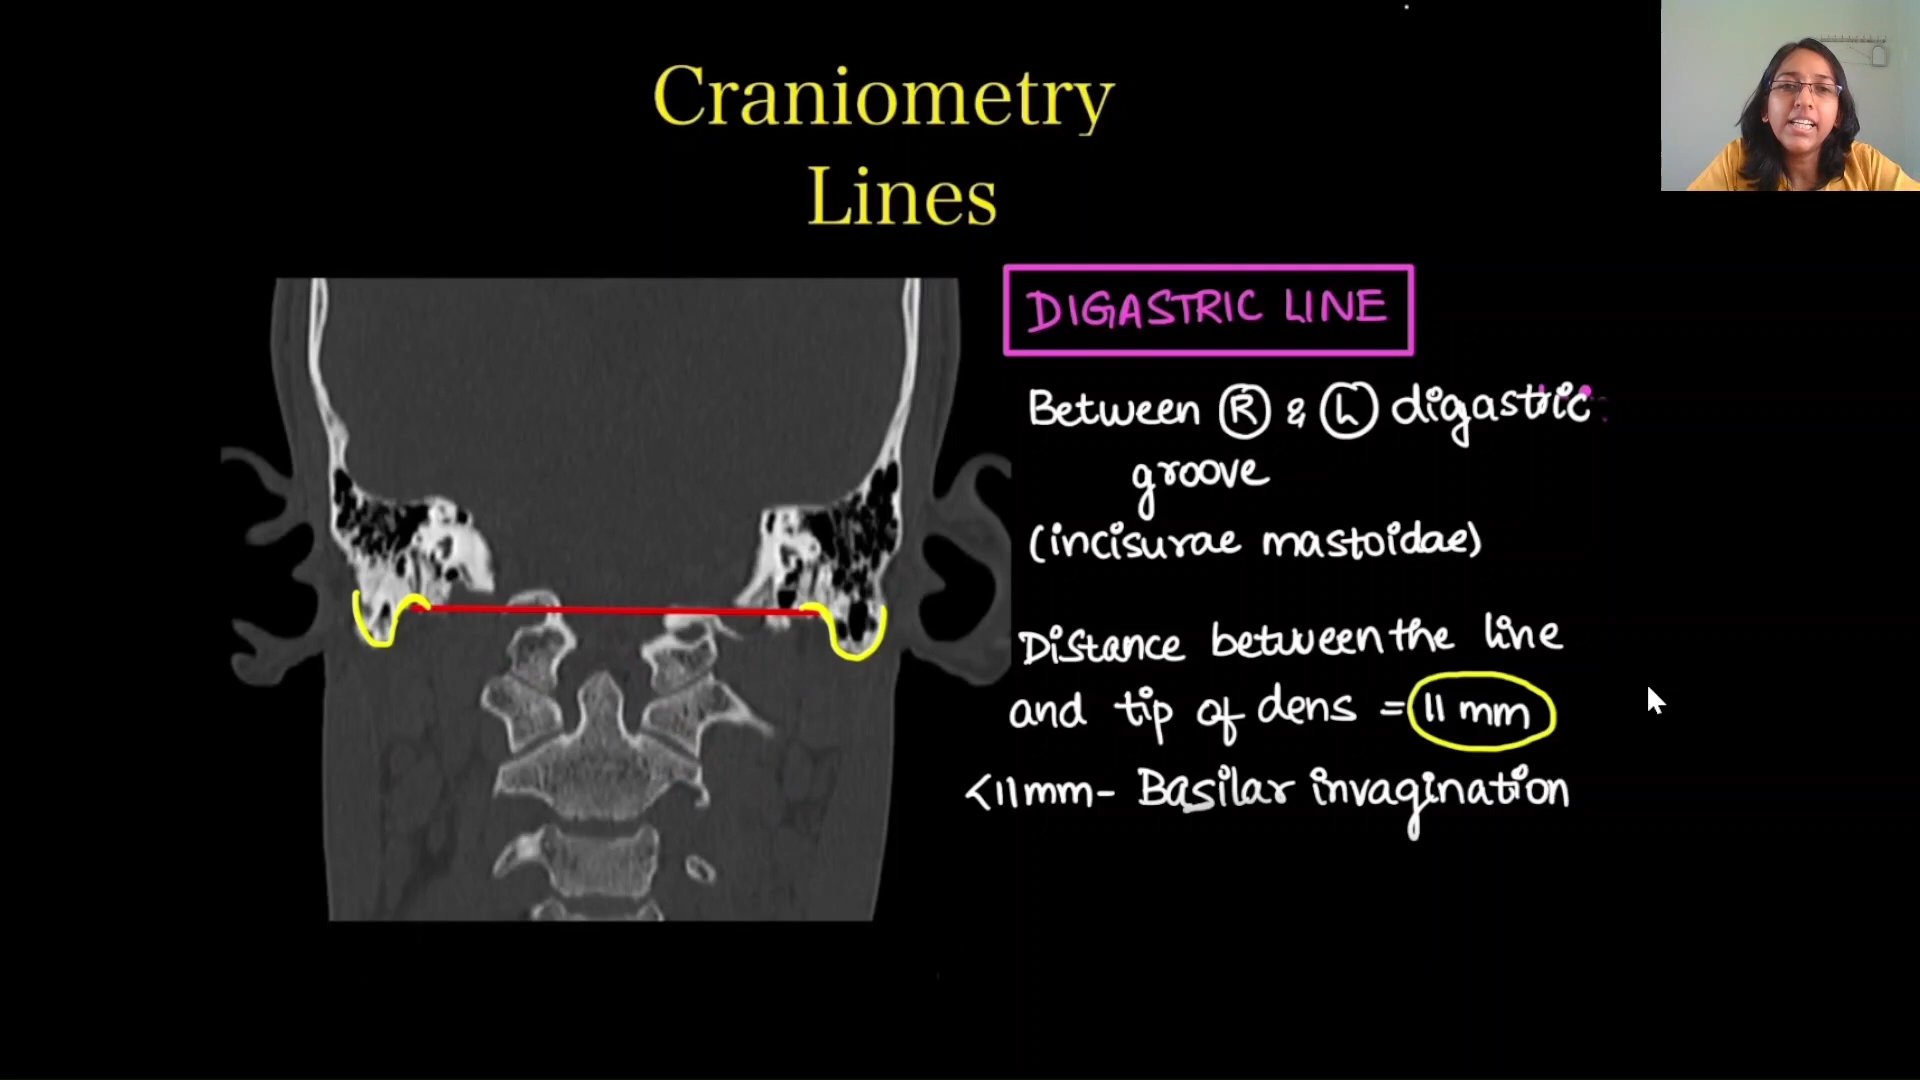 Craniometry
Lines
DIGASTRIC LINE
Between R & L digastric
groove
(incisurae mastoidae)
Distance between the line
and tip of dens = 11 mm
<11mm- Basilar invagination